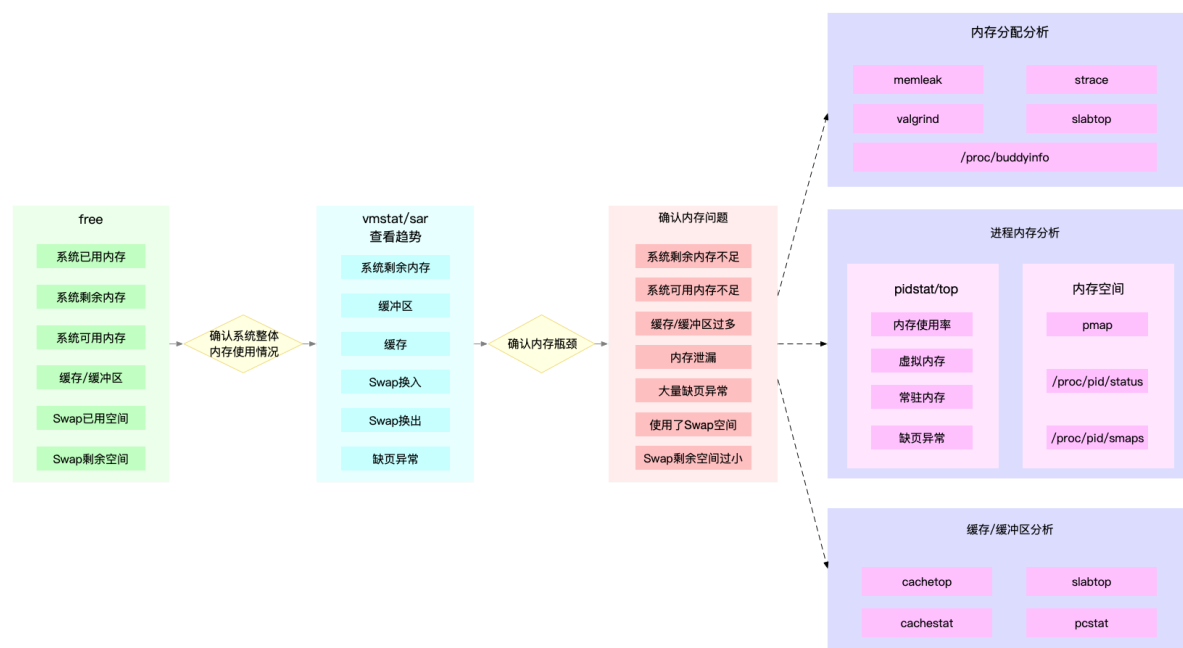 free
系统已用内存
系统剩余内存
系统可用内存
缓存/缓冲区
Swap已用空间
Swap剩余空间
确认系统整体
内存使用情况
vmstat/sar
查看趋势
系统剩余内存
缓冲区
缓存
Swap换入
Swap换出
缺页异常
确认内存瓶颈
确认内存问题
系统剩余内存不足
系统可用内存不足
缓存/缓冲区过多
内存泄漏
大量缺页异常
使用了Swap空间
Swap剩余空间过小
内存分配分析
memleak
strace
valgrind
slabtop
/proc/buddyinfo
进程内存分析
pidstat/top
内存使用率
虚拟内存
常驻内存
缺页异常
内存空间
pmap
/proc/pid/status
/proc/pid/smaps
缓存/缓冲区分析
cachetop
slabtop
cachestat
pcstat